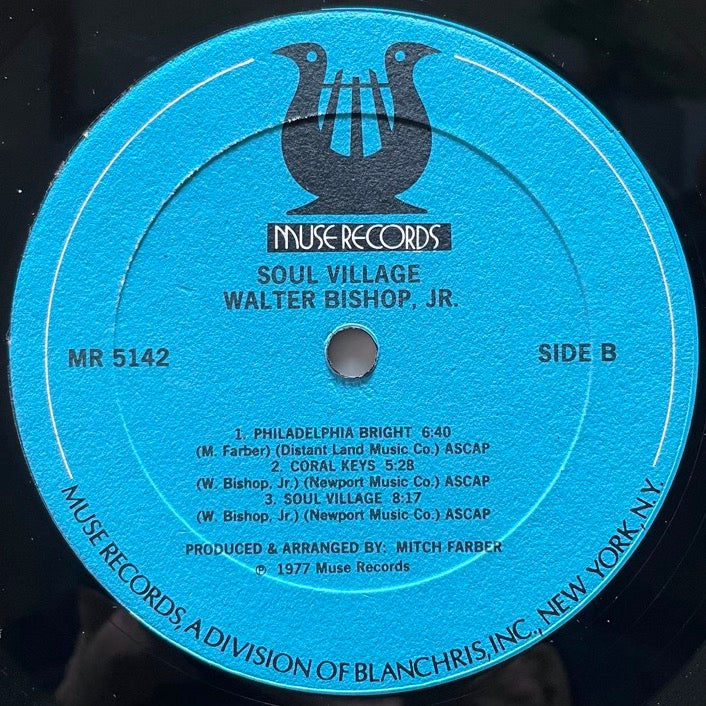 MUSE RECORDS
SOUL VILLAGE
WALTER BISHOP, JR.
MR 5142
SIDE B
1. PHILADELPHIA BRIGHT 6:40
(M. Farber) (Distant Land Music Co.) ASCAP
2. CORAL KEYS 5:28
(W. Bishop, Jr.) (Newport Music Co.) ASCAP
3. SOUL VILLAGE 8:17
(W. Bishop, Jr.) (Newport Music Co.) ASCAP
PRODUCED & ARRANGED BY: MITCH FARBER
℗ 1977 Muse Records
MUSE RECORDS, A DIVISION OF BLANCHRIS, INC., NEW YORK, N.Y.